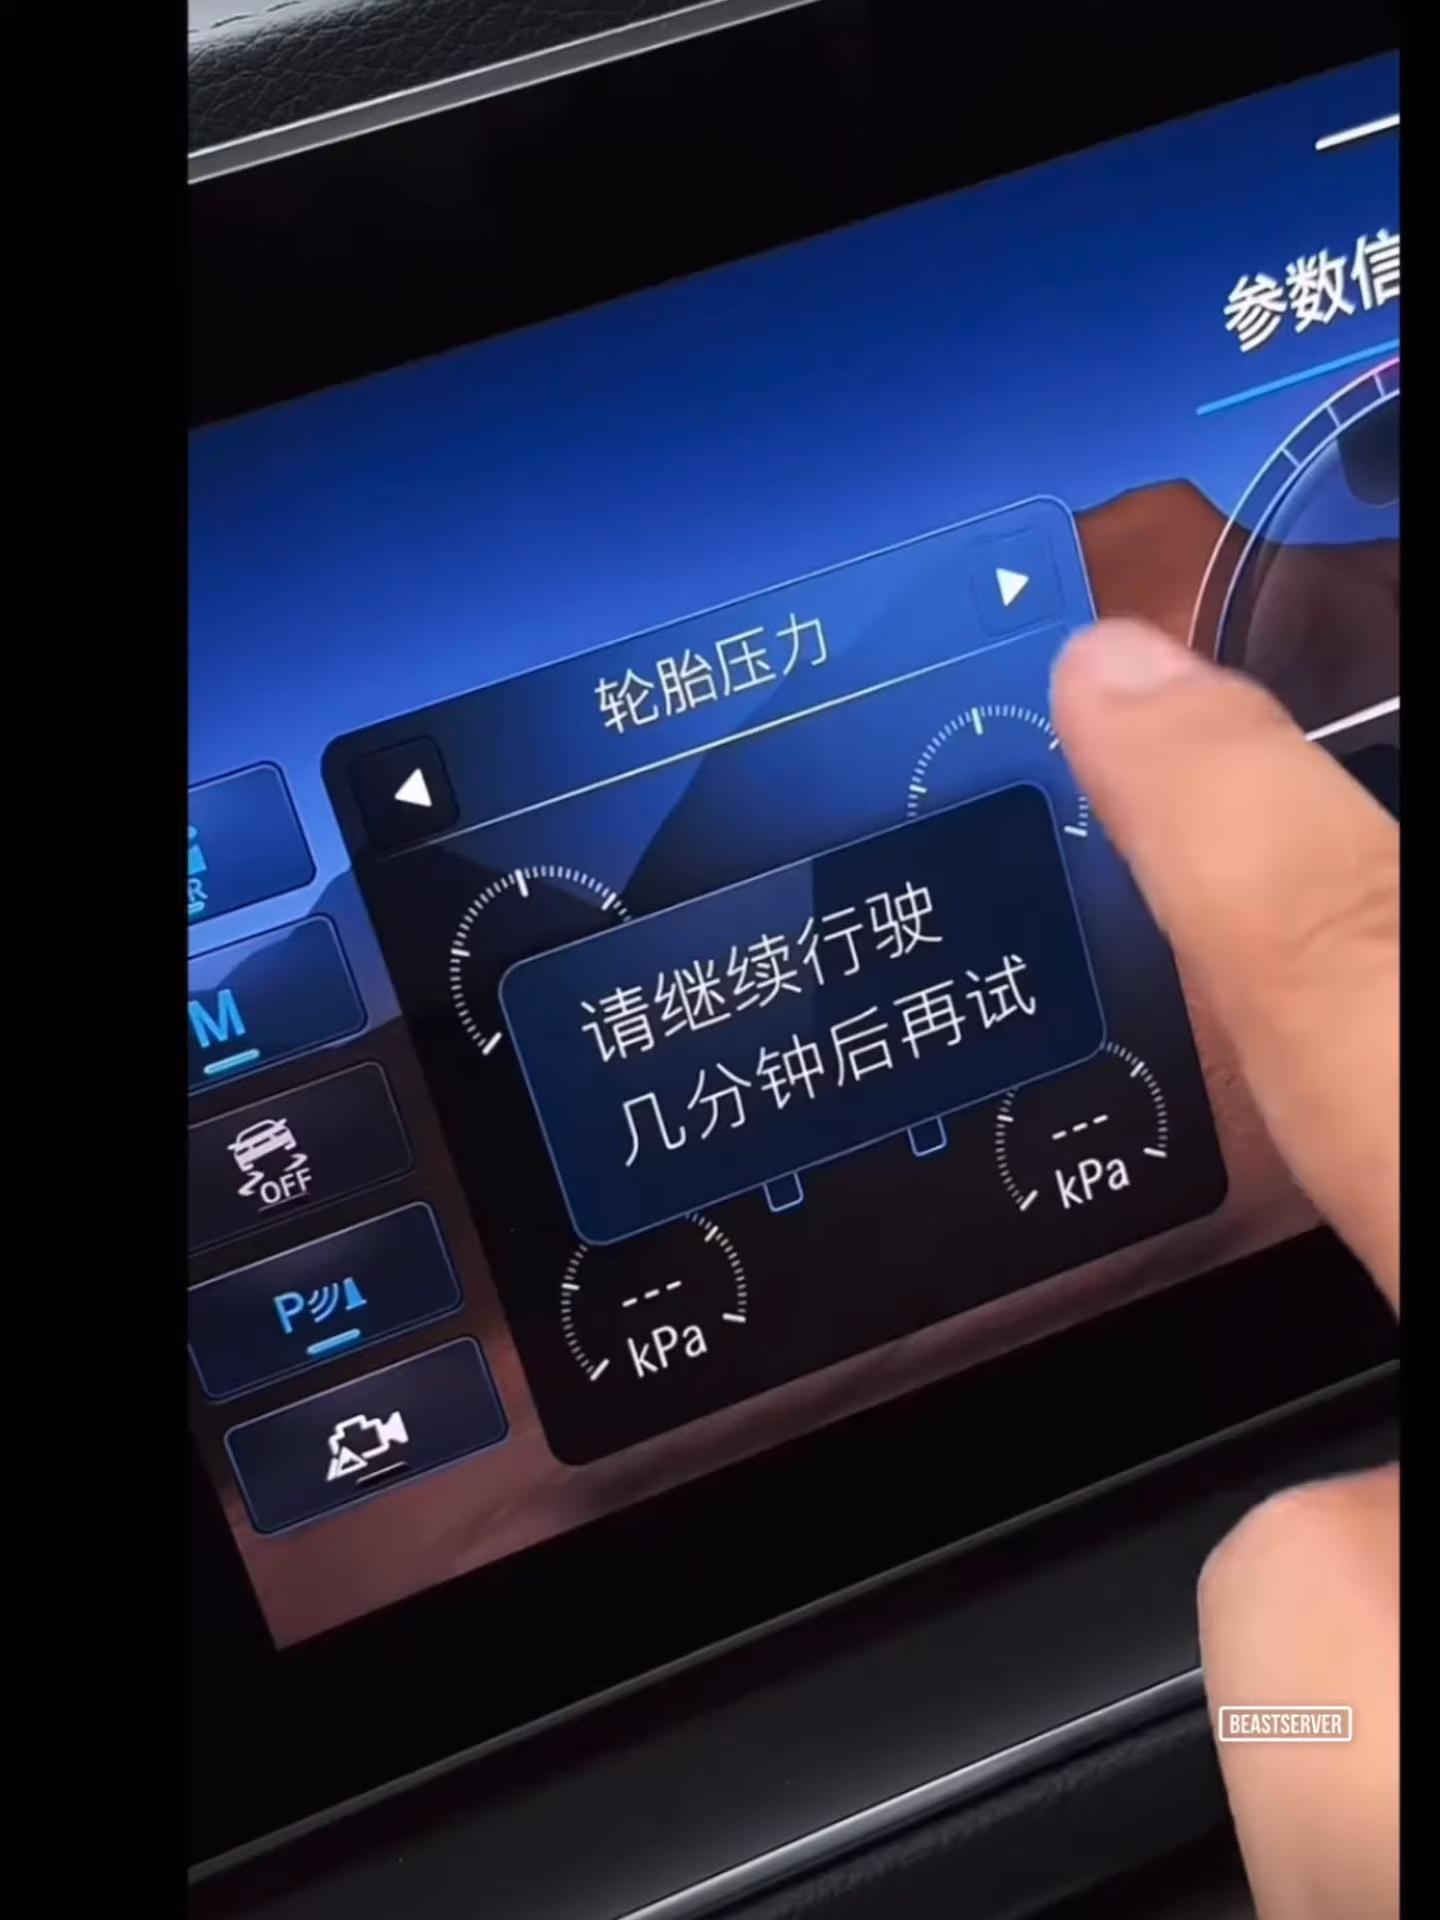 参数信
轮胎压力
请继续行驶
几分钟后再试
R
M
OFF
---
kPa
P
---
kPa
BEASTSERVER